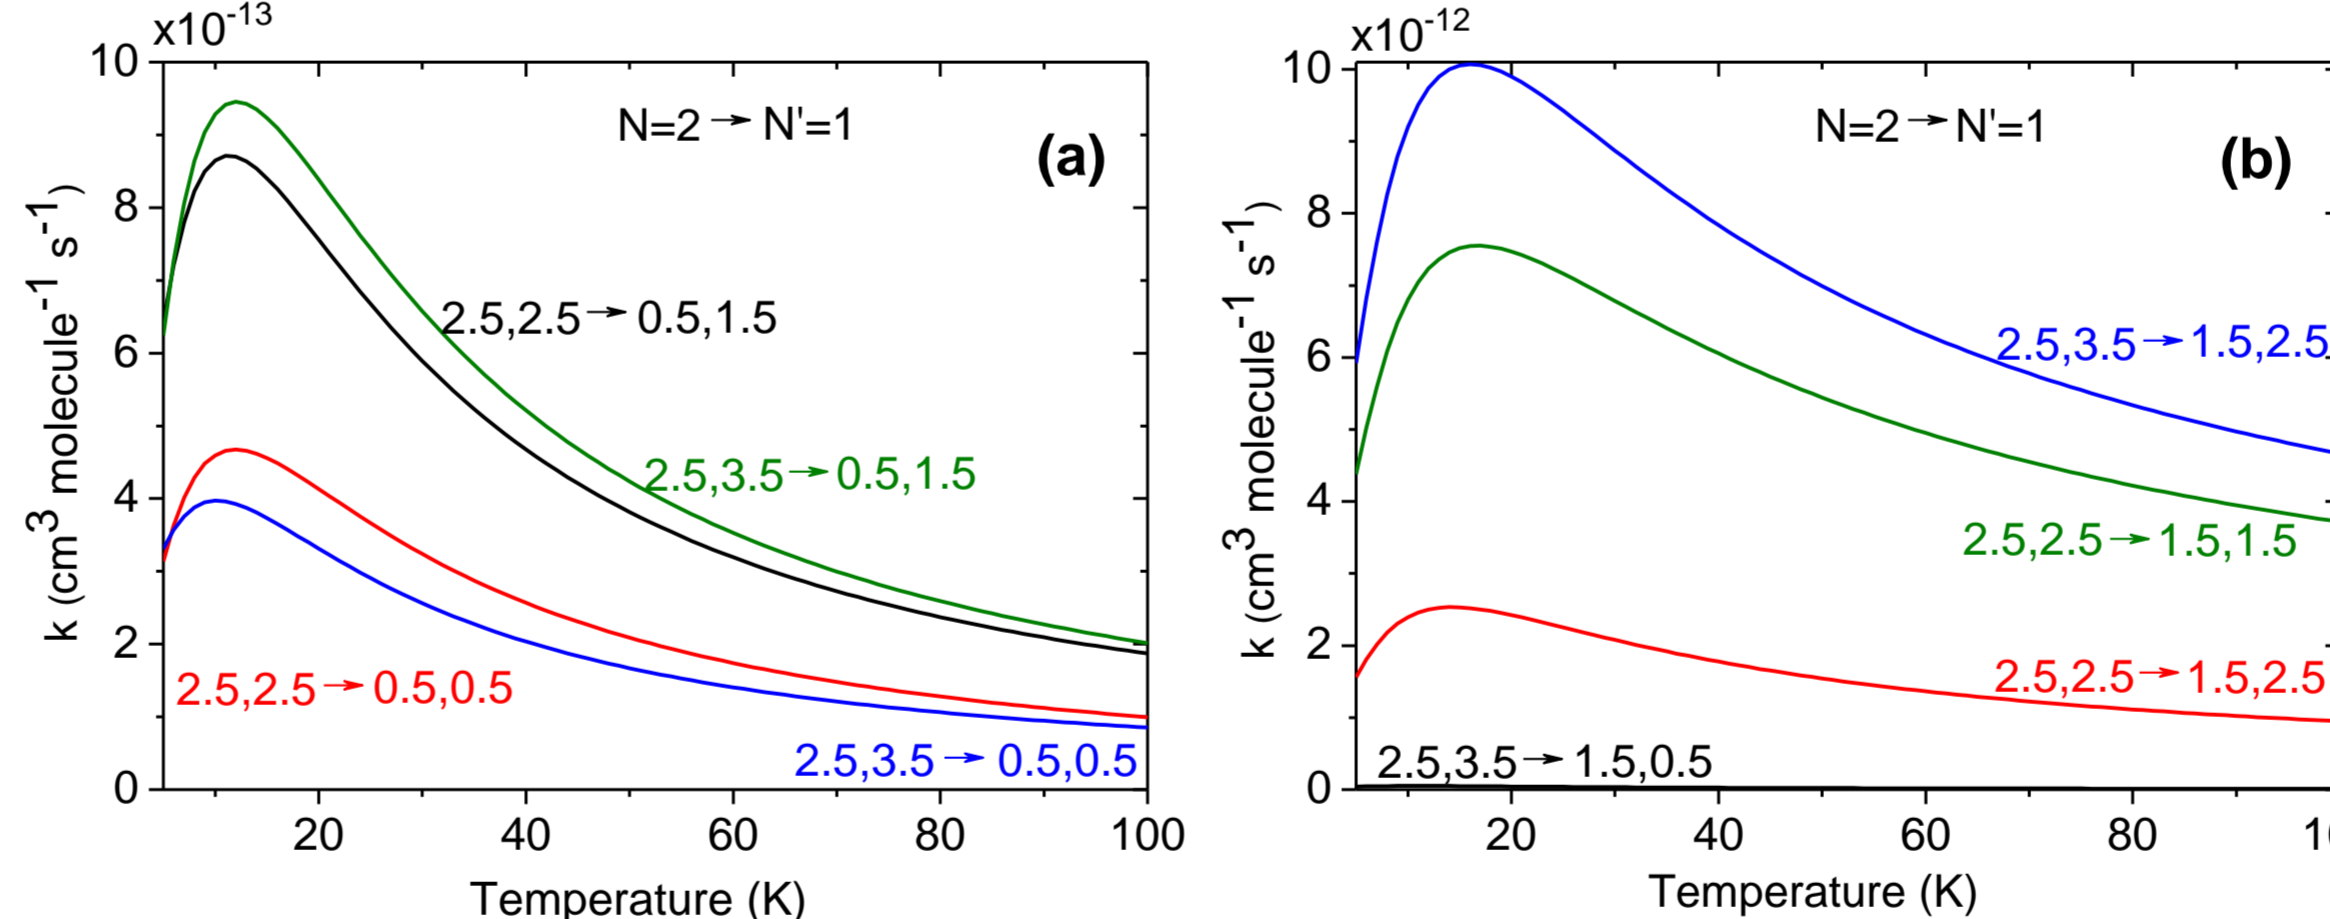 x10-13
10
8
6
4
2
0
k (cm3 molecule-1 s-1)
N=2 → N'=1
(a)
2.5,2.5 → 0.5,1.5
2.5,3.5 → 0.5,1.5
2.5,2.5 → 0.5,0.5
2.5,3.5 → 0.5,0.5
20 40 60 80 100
Temperature (K)
x10-12
10
8
6
4
2
0
k (cm3 molecule-1 s-1)
N=2 → N'=1
(b)
2.5,3.5 → 1.5,2.5
2.5,2.5 → 1.5,1.5
2.5,2.5 → 1.5,2.5
2.5,3.5 → 1.5,0.5
20 40 60 80
Temperature (K)